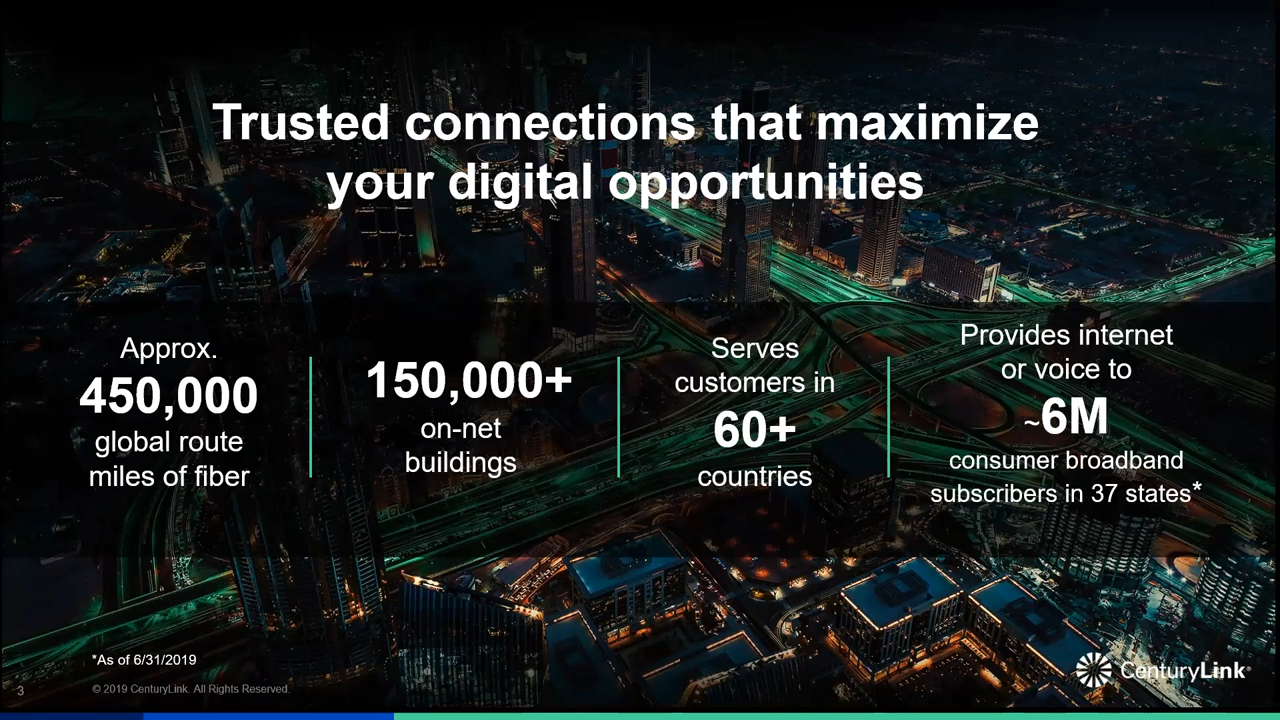 Trusted connections that maximize
your digital opportunities
Approx.
450,000
global route
miles of fiber
150,000+
on-net
buildings
Serves
customers in
60+
countries
Provides internet
or voice to
~6M
consumer broadband
subscribers in 37 states*
*As of 6/31/2019
3
© 2019 CenturyLink. All Rights Reserved.
CenturyLink®